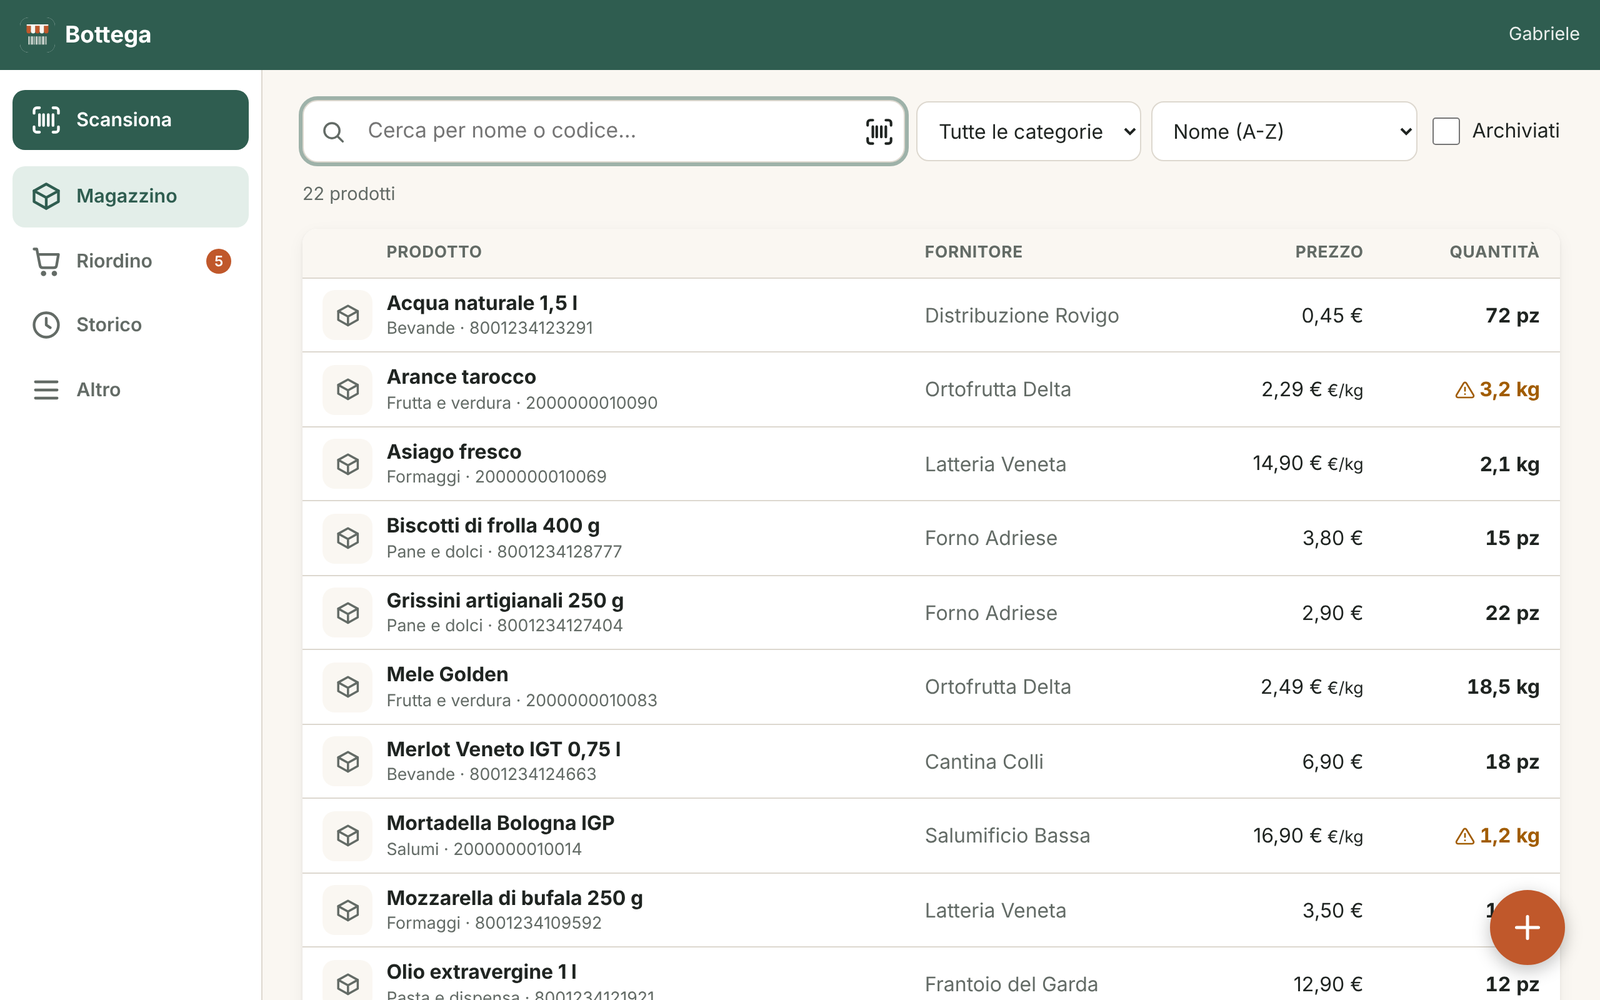 Bottega
Gabriele
Scansiona
Magazzino
Riordino 5
Storico
Altro
Cerca per nome o codice...
Tutte le categorie
Nome (A-Z)
Archiviati
22 prodotti
PRODOTTO FORNITORE PREZZO QUANTITÀ
Acqua naturale 1,5 l
Bevande · 8001234123291
Distribuzione Rovigo 0,45 € 72 pz
Arance tarocco
Frutta e verdura · 2000000010090
Ortofrutta Delta 2,29 € €/kg 3,2 kg
Asiago fresco
Formaggi · 2000000010069
Latteria Veneta 14,90 € €/kg 2,1 kg
Biscotti di frolla 400 g
Pane e dolci · 8001234128777
Forno Adriese 3,80 € 15 pz
Grissini artigianali 250 g
Pane e dolci · 8001234127404
Forno Adriese 2,90 € 22 pz
Mele Golden
Frutta e verdura · 2000000010083
Ortofrutta Delta 2,49 € €/kg 18,5 kg
Merlot Veneto IGT 0,75 l
Bevande · 8001234124663
Cantina Colli 6,90 € 18 pz
Mortadella Bologna IGP
Salumi · 2000000010014
Salumificio Bassa 16,90 € €/kg 1,2 kg
Mozzarella di bufala 250 g
Formaggi · 8001234109592
Latteria Veneta 3,50 €
Olio extravergine 1 l
Pasta e dispensa · 8001234121921
Frantoio del Garda 12,90 € 12 pz